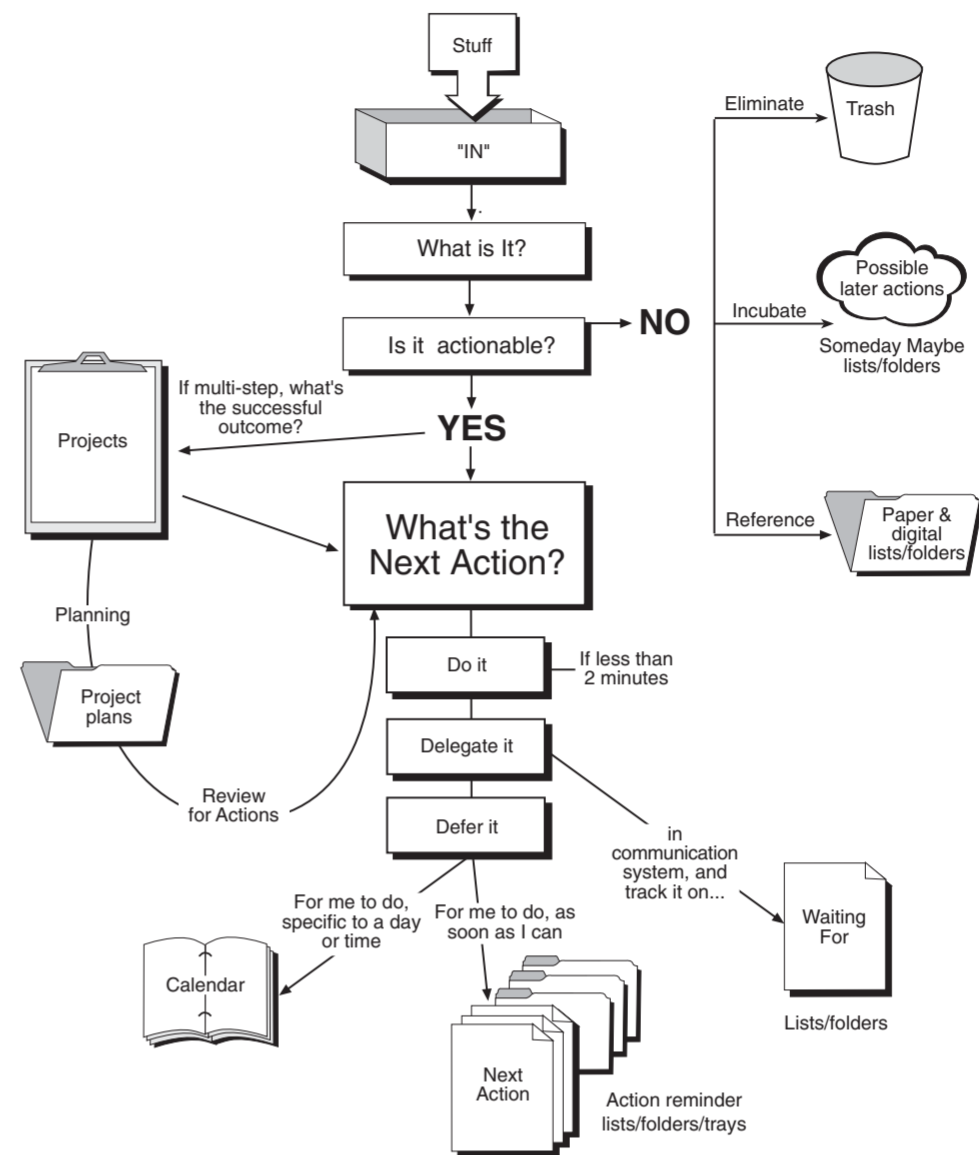 Stuff
"IN"
What is It?
Is it actionable?
NO
Eliminate
Trash
Incubate
Possible
later actions
Someday Maybe
lists/folders
Reference
Paper &
digital
lists/folders
YES
If multi-step, what's
the successful
outcome?
Projects
Planning
Project
plans
Review
for Actions
What's the
Next Action?
Do it
If less than
2 minutes
Delegate it
in
communication
system, and
track it on...
Waiting
For
Lists/folders
Defer it
For me to do,
specific to a day
or time
Calendar
For me to do, as
soon as I can
Next
Action
Action reminder
lists/folders/trays